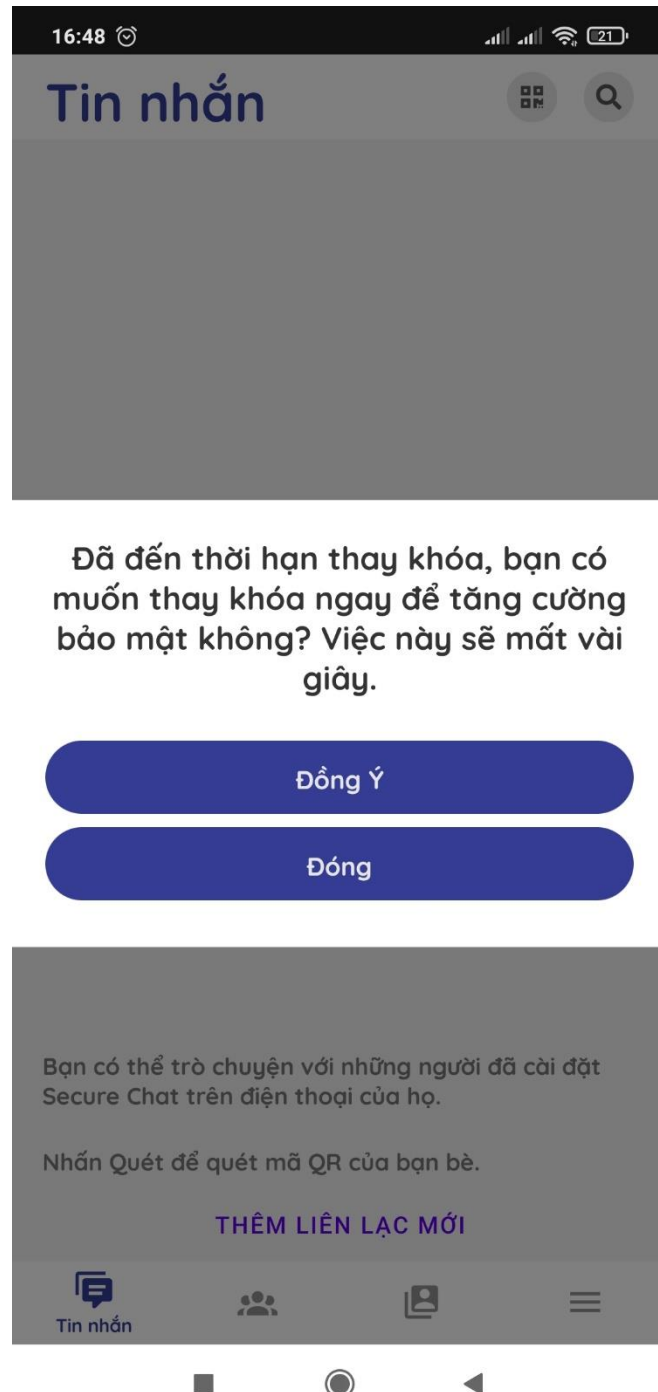 16:48
21
Tin nhắn
Đã đến thời hạn thay khóa, bạn có
muốn thay khóa ngay để tăng cường
bảo mật không? Việc này sẽ mất vài
giây.
Đồng Ý
Đóng
Bạn có thể trò chuyện với những người đã cài đặt
Secure Chat trên điện thoại của họ.
Nhấn Quét để quét mã QR của bạn bè.
THÊM LIÊN LẠC MỚI
Tin nhắn